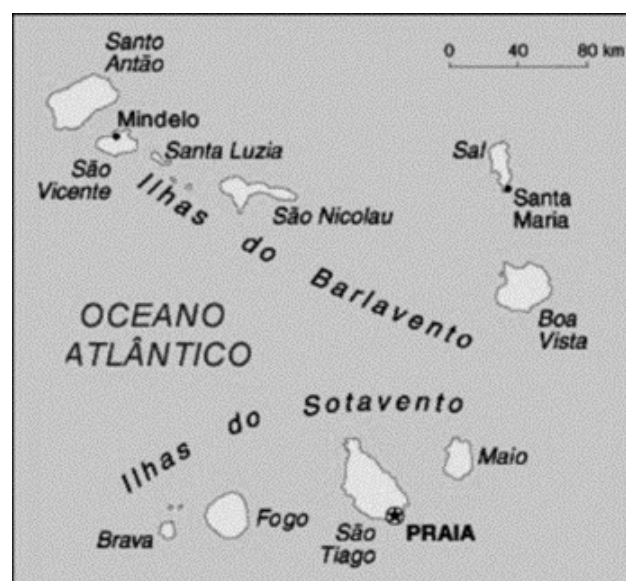 Santo
Antão
0 40 80 km
Mindelo
Sal
Santa Luzia
São
Vicente
Santa
Maria
São Nicolau
Ilhas do Barlavento
OCEANO
ATLÂNTICO
Boa
Vista
Ilhas do Sotavento
Maio
Fogo
Brava
São
Tiago
PRAIA